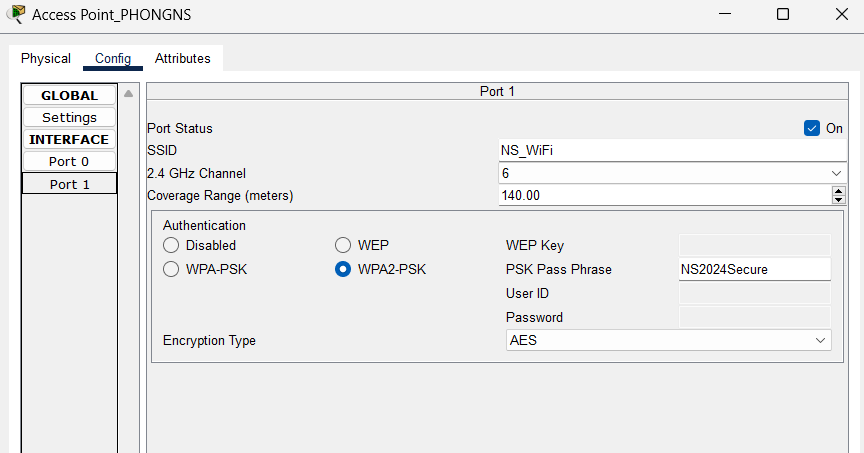 Access Point_PHONGNS
Physical Config Attributes
GLOBAL
Settings
INTERFACE
Port 0
Port 1
Port 1
Port Status On
SSID NS_WiFi
2.4 GHz Channel 6
Coverage Range (meters) 140.00
Authentication
Disabled WEP WEP Key
WPA-PSK WPA2-PSK PSK Pass Phrase NS2024Secure
User ID
Password
Encryption Type AES